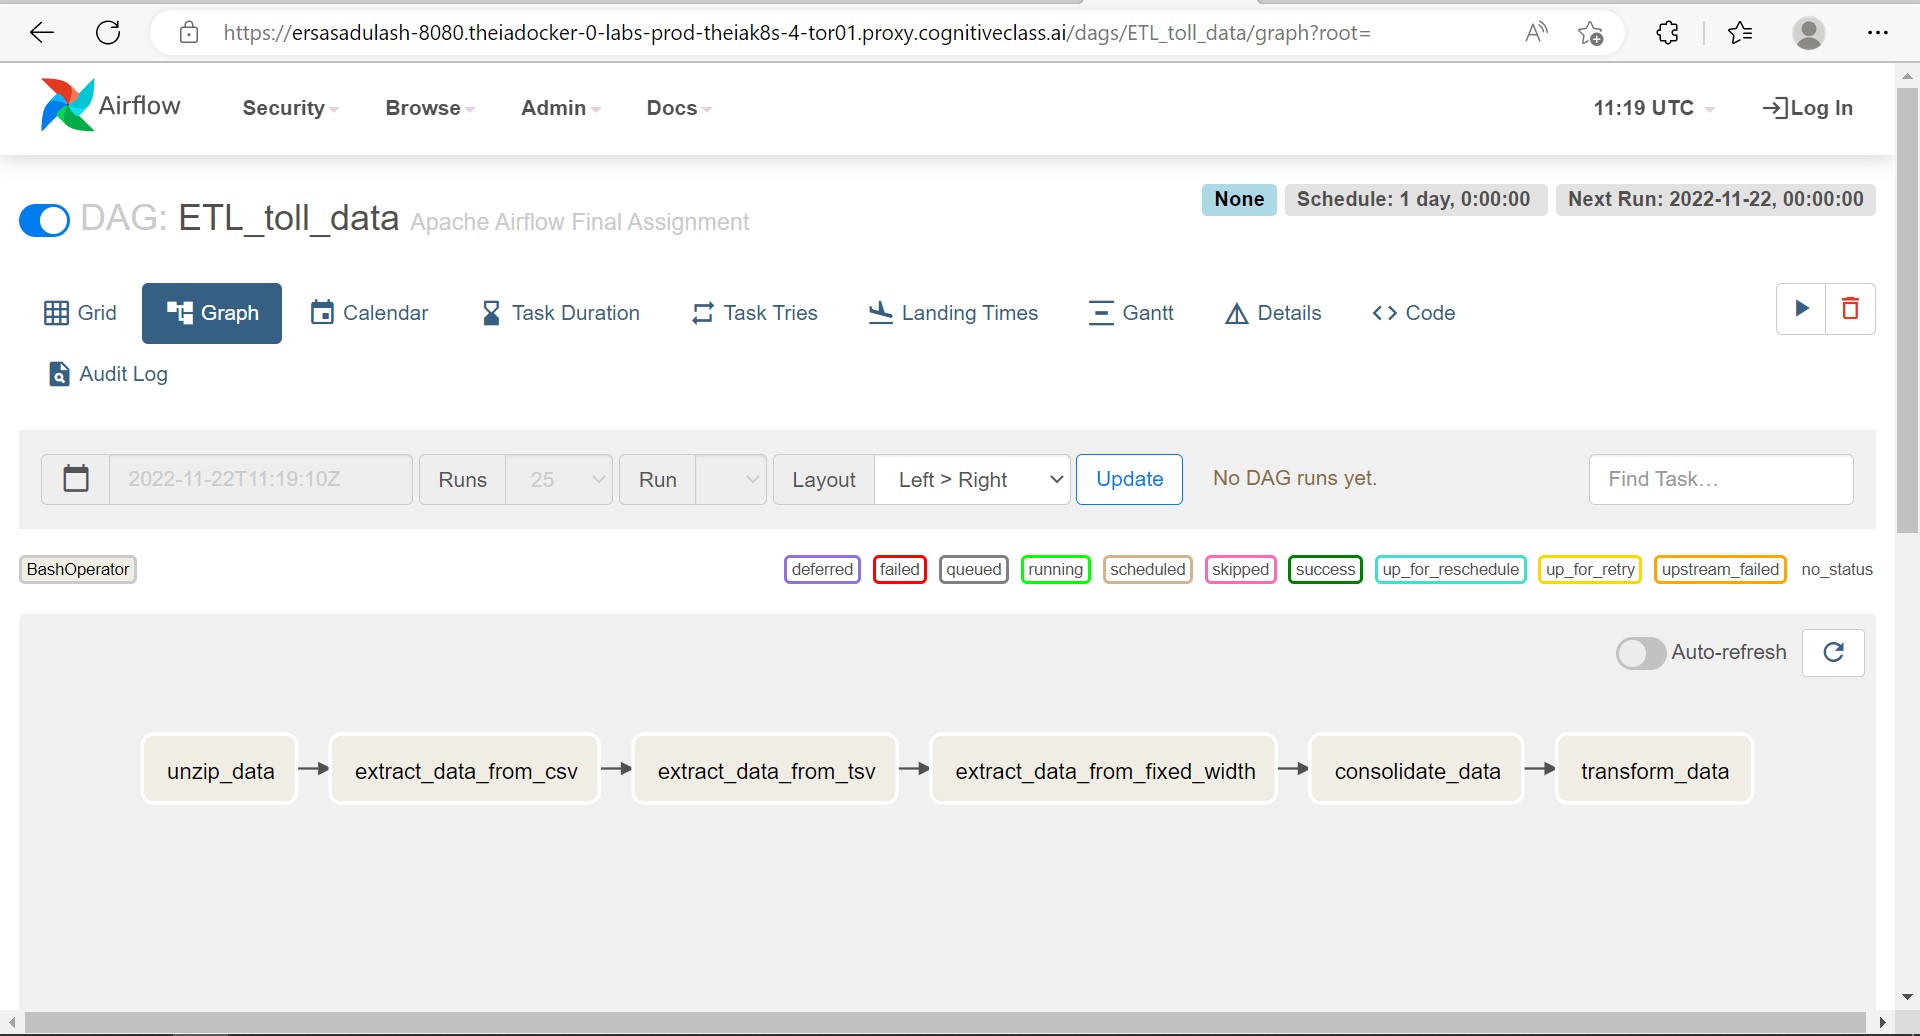 https://ersasadulash-8080.theiadocker-0-labs-prod-theiak8s-4-tor01.proxy.cognitiveclass.ai/dags/ETL_toll_data/graph?root=
Airflow Security Browse Admin Docs 11:19 UTC Log In
None Schedule: 1 day, 0:00:00 Next Run: 2022-11-22, 00:00:00
DAG: ETL_toll_data Apache Airflow Final Assignment
Grid Graph Calendar Task Duration Task Tries Landing Times Gantt Details <> Code
Audit Log
2022-11-22T11:19:10Z Runs 25 Run Layout Left > Right Update No DAG runs yet. Find Task...
BashOperator deferred failed queued running scheduled skipped success up_for_reschedule up_for_retry upstream_failed no_status
Auto-refresh
unzip_data extract_data_from_csv extract_data_from_tsv extract_data_from_fixed_width consolidate_data transform_data